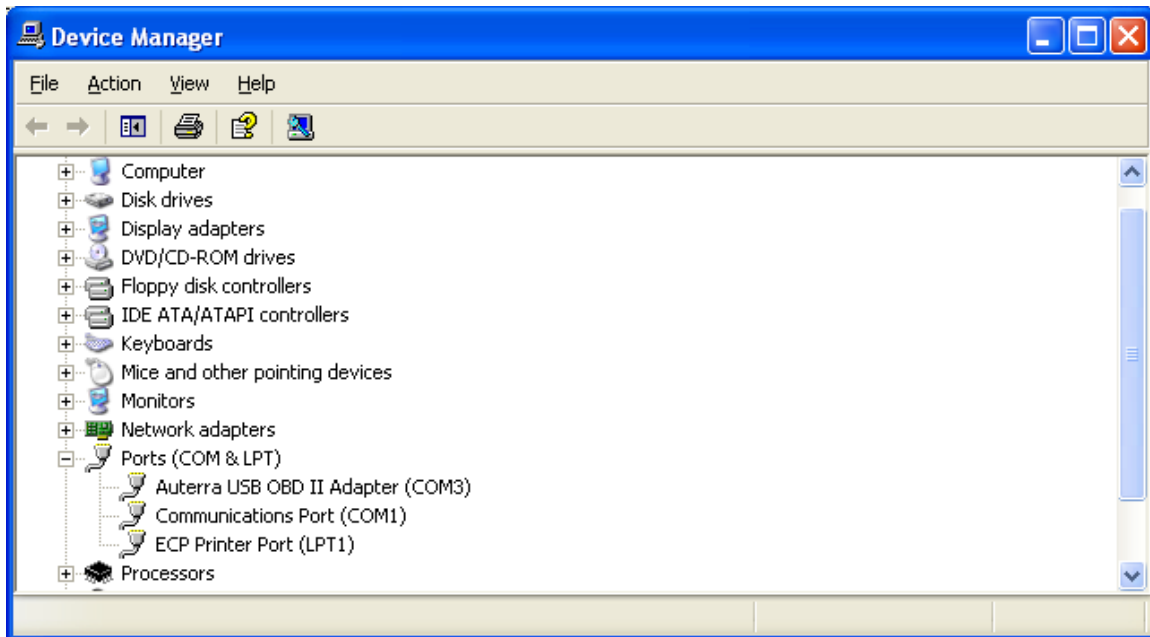 Device Manager
File Action View Help
Computer
Disk drives
Display adapters
DVD/CD-ROM drives
Floppy disk controllers
IDE ATA/ATAPI controllers
Keyboards
Mice and other pointing devices
Monitors
Network adapters
Ports (COM & LPT)
Auterra USB OBD II Adapter (COM3)
Communications Port (COM1)
ECP Printer Port (LPT1)
Processors